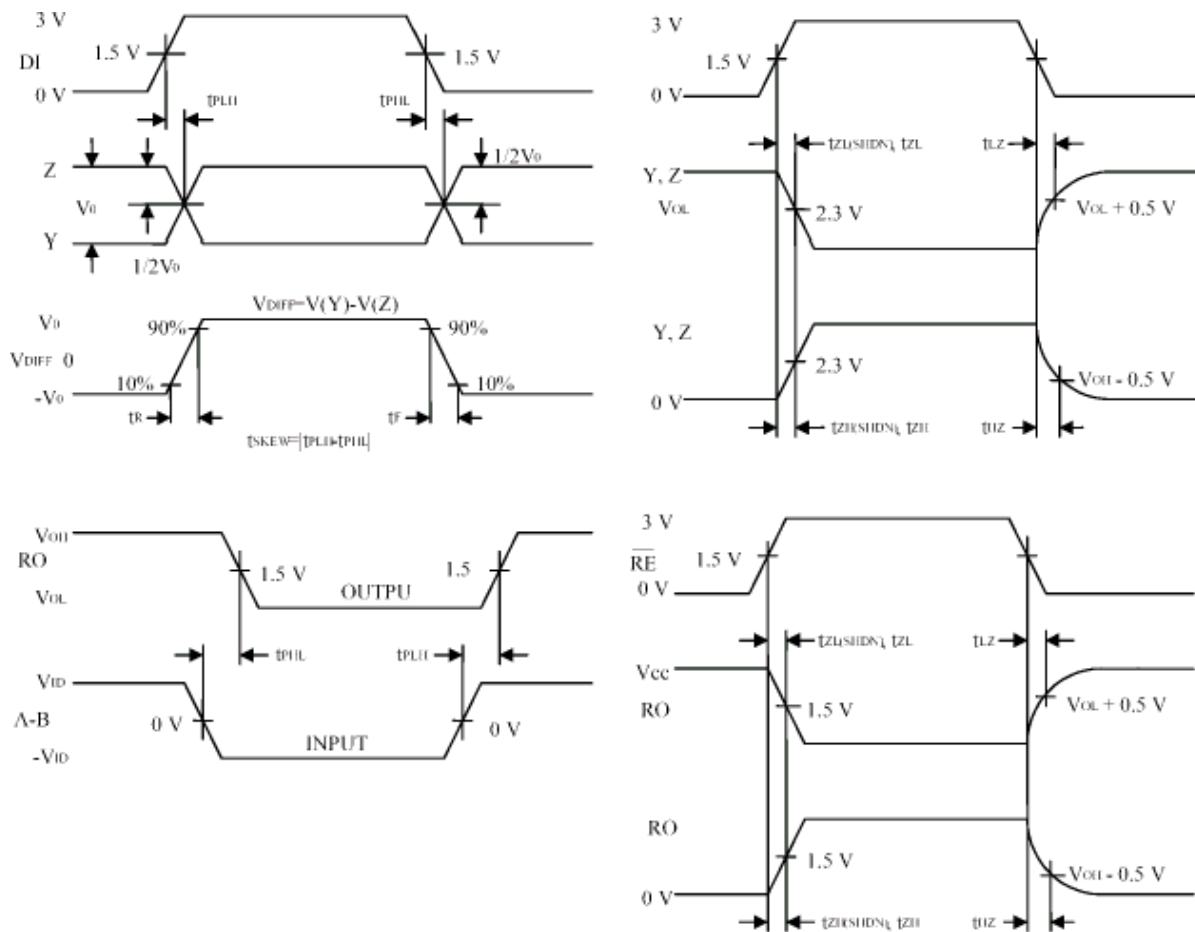 3 V
DI
1.5 V
1.5 V
0 V
tPLH
tPHL
Z
1/2V0
V0
Y
1/2V0
VDIFF=V(Y)-V(Z)
V0
90%
90%
VDIFF 0
10%
10%
-V0
tR
tF
tSKEW=|tPLH-tPHL|
3 V
1.5 V
0 V
tZL(SHDN), tZL
tLZ
Y, Z
VOL
2.3 V
VOL + 0.5 V
Y, Z
2.3 V
VOH - 0.5 V
0 V
tZH(SHDN), tZH
tHZ
VOH
RO
1.5 V
1.5
VOL
OUTPU
tPHL
tPLH
VID
A-B
0 V
0 V
INPUT
-VID
3 V
RE
1.5 V
0 V
tZL(SHDN), tZL
tLZ
Vcc
RO
1.5 V
VOL + 0.5 V
RO
1.5 V
VOH - 0.5 V
0 V
tZH(SHDN), tZH
tHZ